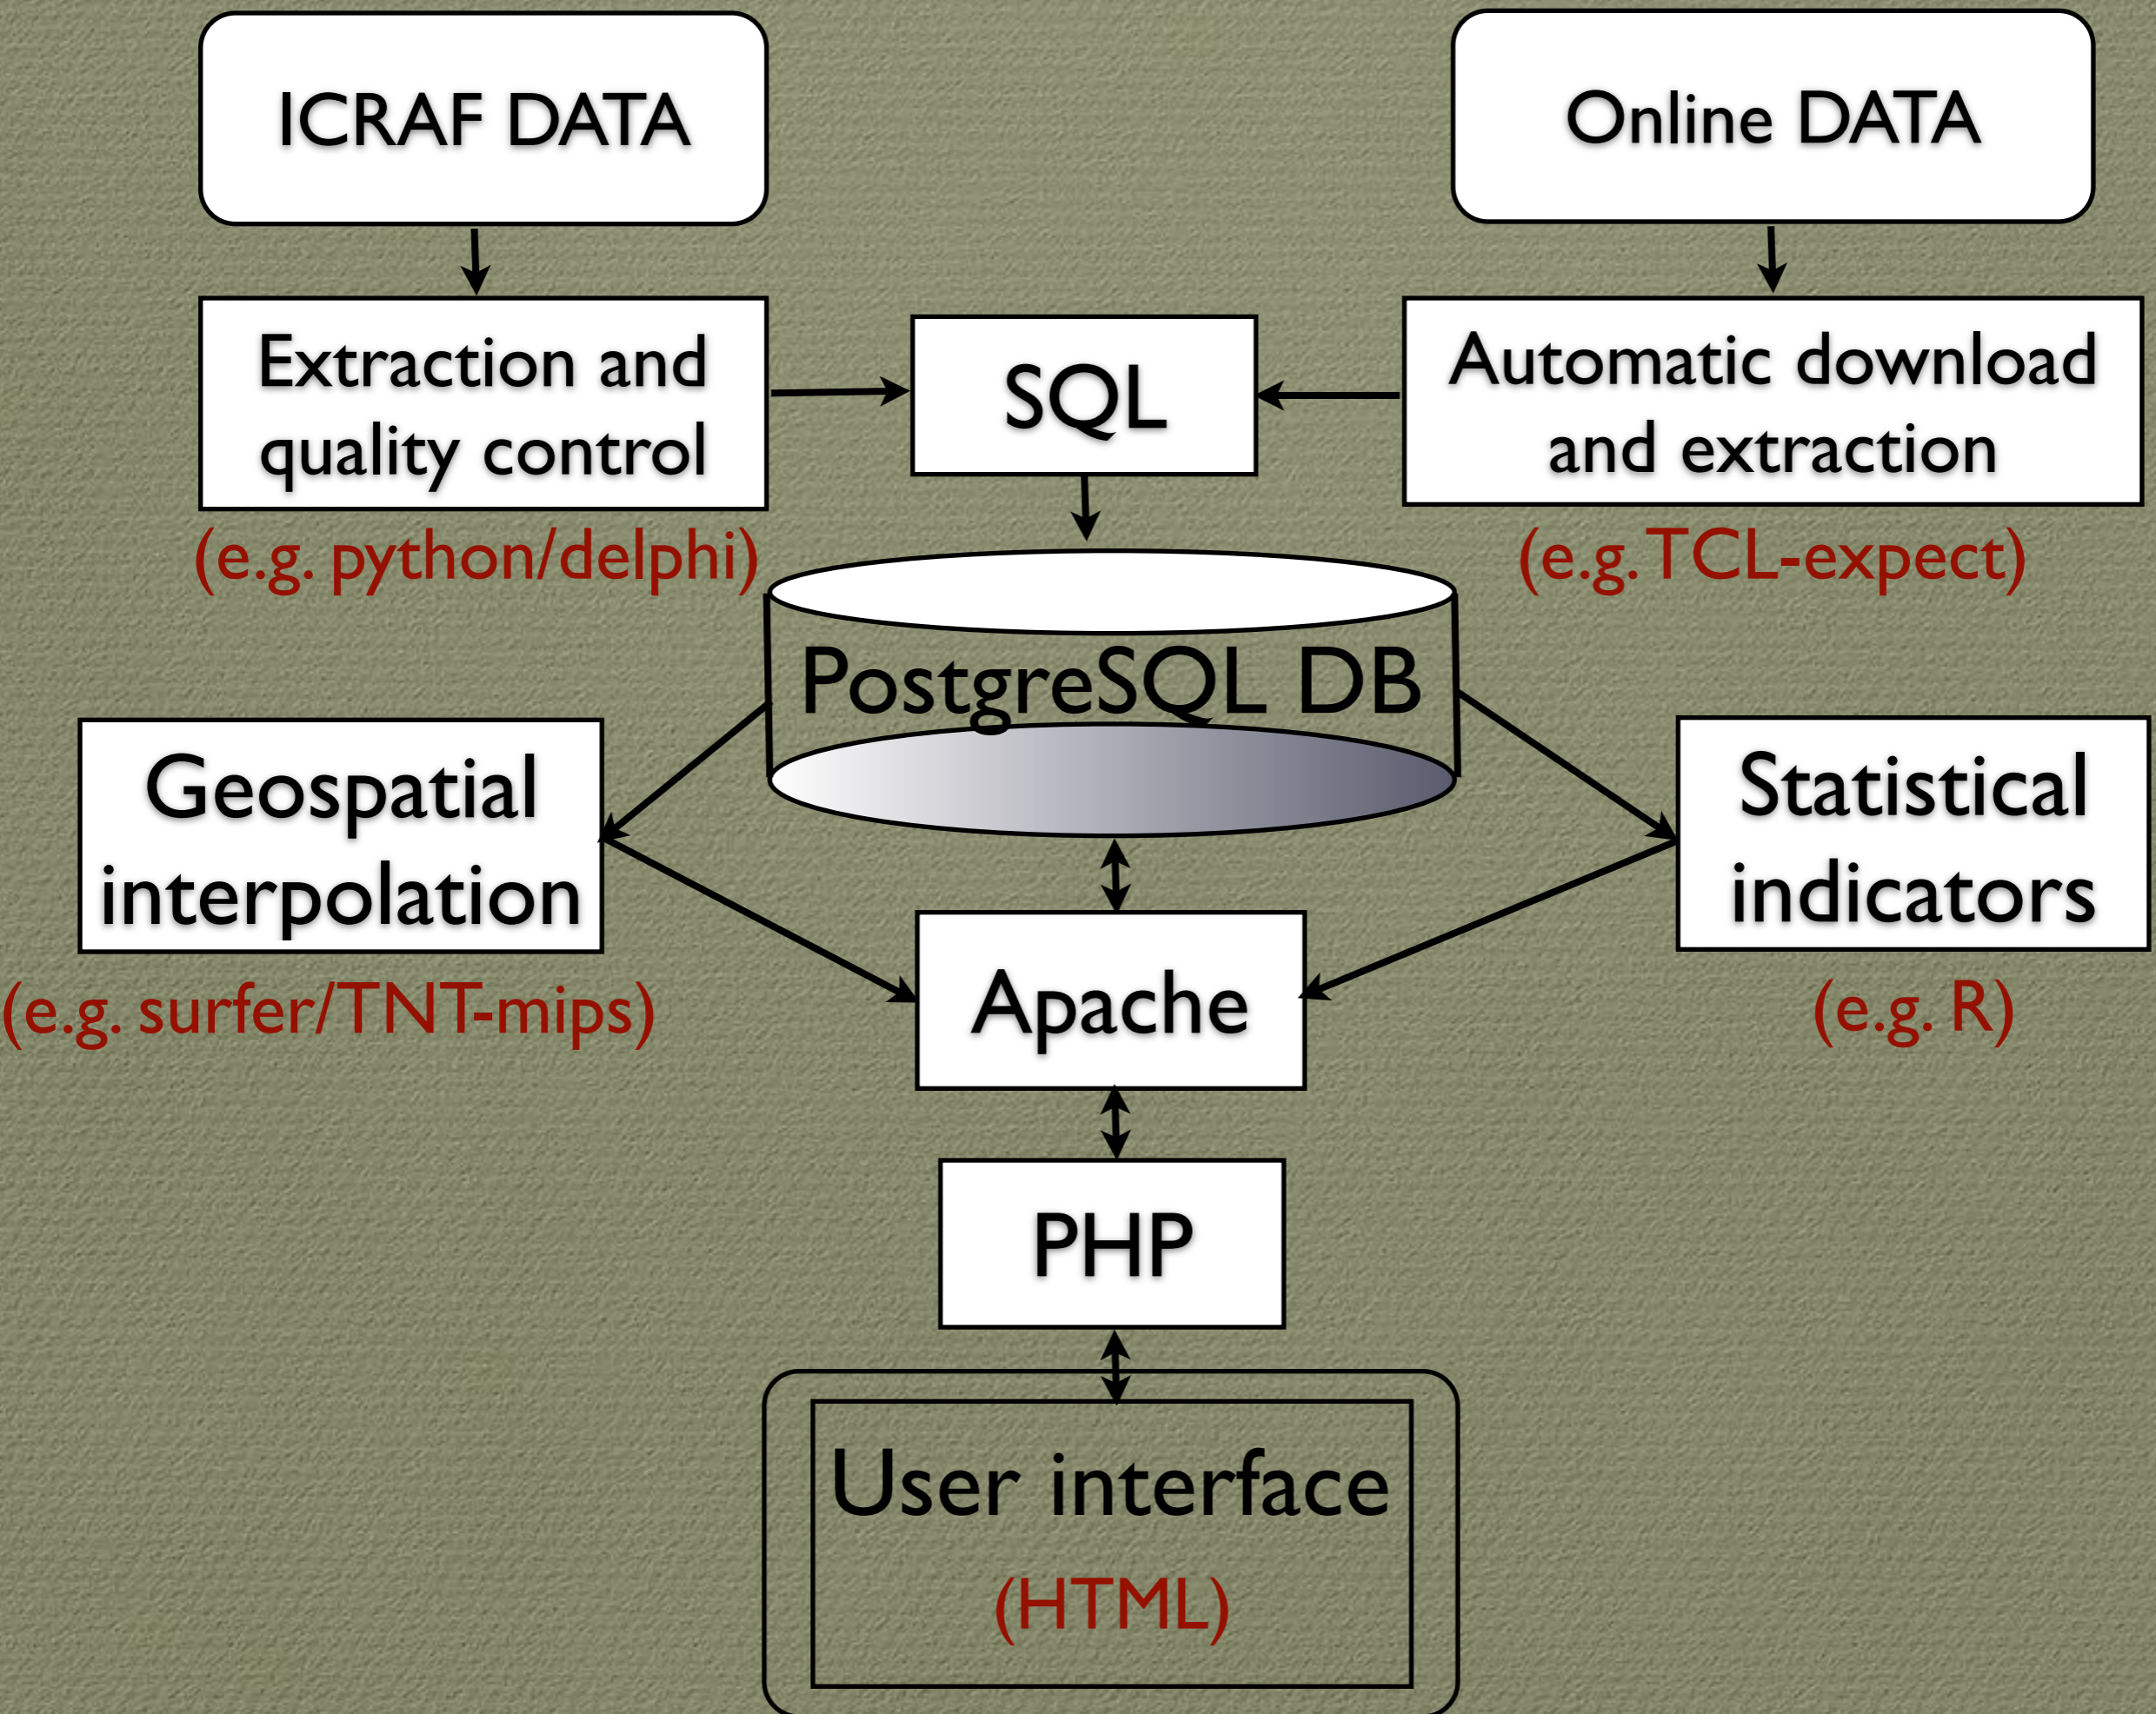 ICRAF DATA
Online DATA
Extraction and
quality control
(e.g. python/delphi)
SQL
Automatic download
and extraction
(e.g. TCL-expect)
PostgreSQL DB
Geospatial
interpolation
(e.g. surfer/TNT-mips)
Statistical
indicators
(e.g. R)
Apache
PHP
User interface
(HTML)